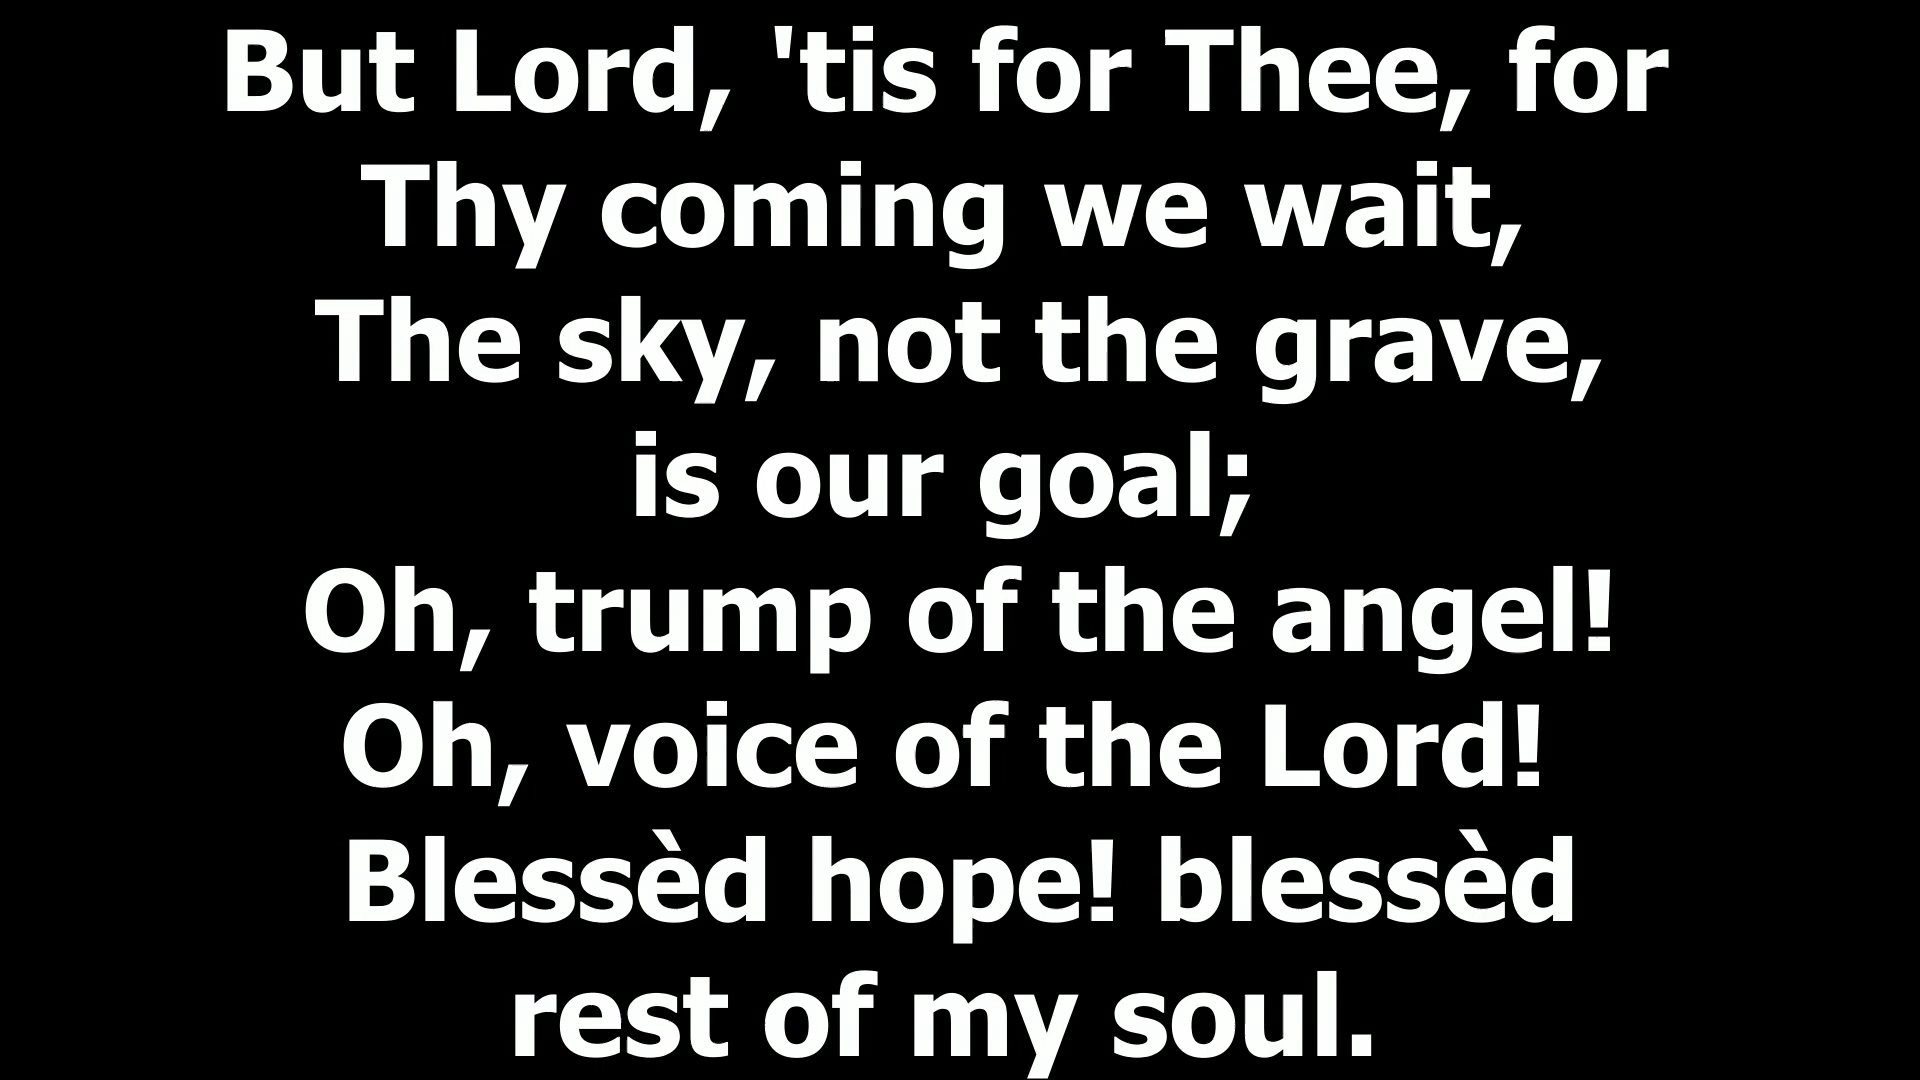 But Lord, 'tis for Thee, for
Thy coming we wait,
The sky, not the grave,
is our goal;
Oh, trump of the angel!
Oh, voice of the Lord!
Blessèd hope! blessèd
rest of my soul.